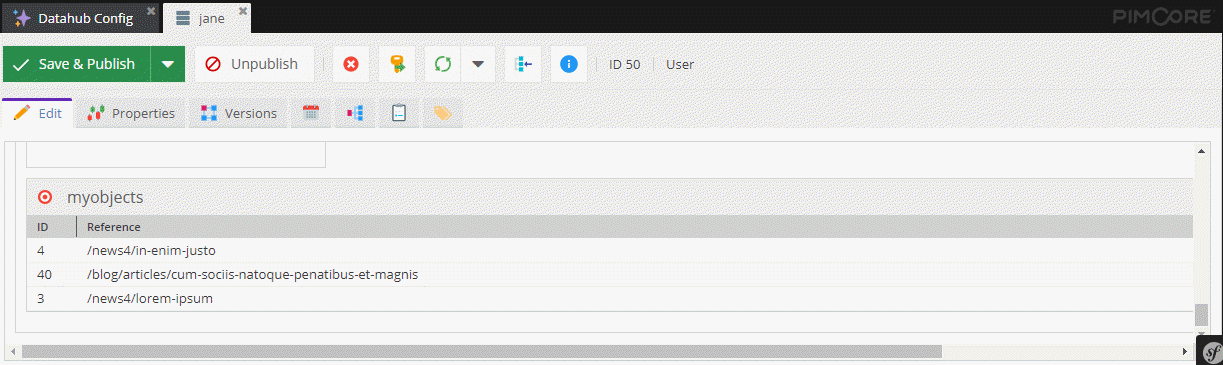 Datahub Config
jane
PIMCORE
Save & Publish
Unpublish
ID 50
User
Edit
Properties
Versions
myobjects
ID Reference
4 /news4/in-enim-justo
40 /blog/articles/cum-sociis-natoque-penatibus-et-magnis
3 /news4/lorem-ipsum
sf